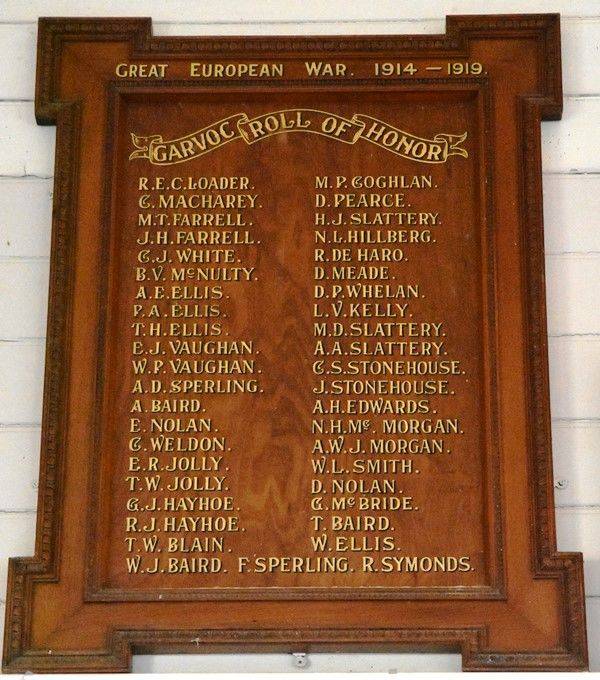 GREAT EUROPEAN WAR. 1914 — 1919.
GARVOC ROLL OF HONOR
R.E.C. LOADER.
C. MACHAREY.
M.T. FARRELL.
J.H. FARRELL.
C.J. WHITE.
B.V. McNULTY.
A.E. ELLIS.
P.A. ELLIS.
T.H. ELLIS.
E.J. VAUGHAN.
W.P. VAUGHAN.
A.D. SPERLING.
A. BAIRD.
E. NOLAN.
C. WELDON.
E.R. JOLLY.
T.W. JOLLY.
G.J. HAYHOE.
R.J. HAYHOE.
T.W. BLAIN.
M.P. COGHLAN.
D. PEARCE.
H.J. SLATTERY.
N.L. HILLBERG.
R. DE HARO.
D. MEADE.
D.P. WHELAN.
L.V. KELLY.
M.D. SLATTERY.
A.A. SLATTERY.
C.S. STONEHOUSE.
J. STONEHOUSE.
A.H. EDWARDS.
N.H. Mc. MORGAN.
A.W.J. MORGAN.
W.L. SMITH.
D. NOLAN.
G. McBRIDE.
T. BAIRD.
W. ELLIS.
W.J. BAIRD. F. SPERLING. R. SYMONDS.